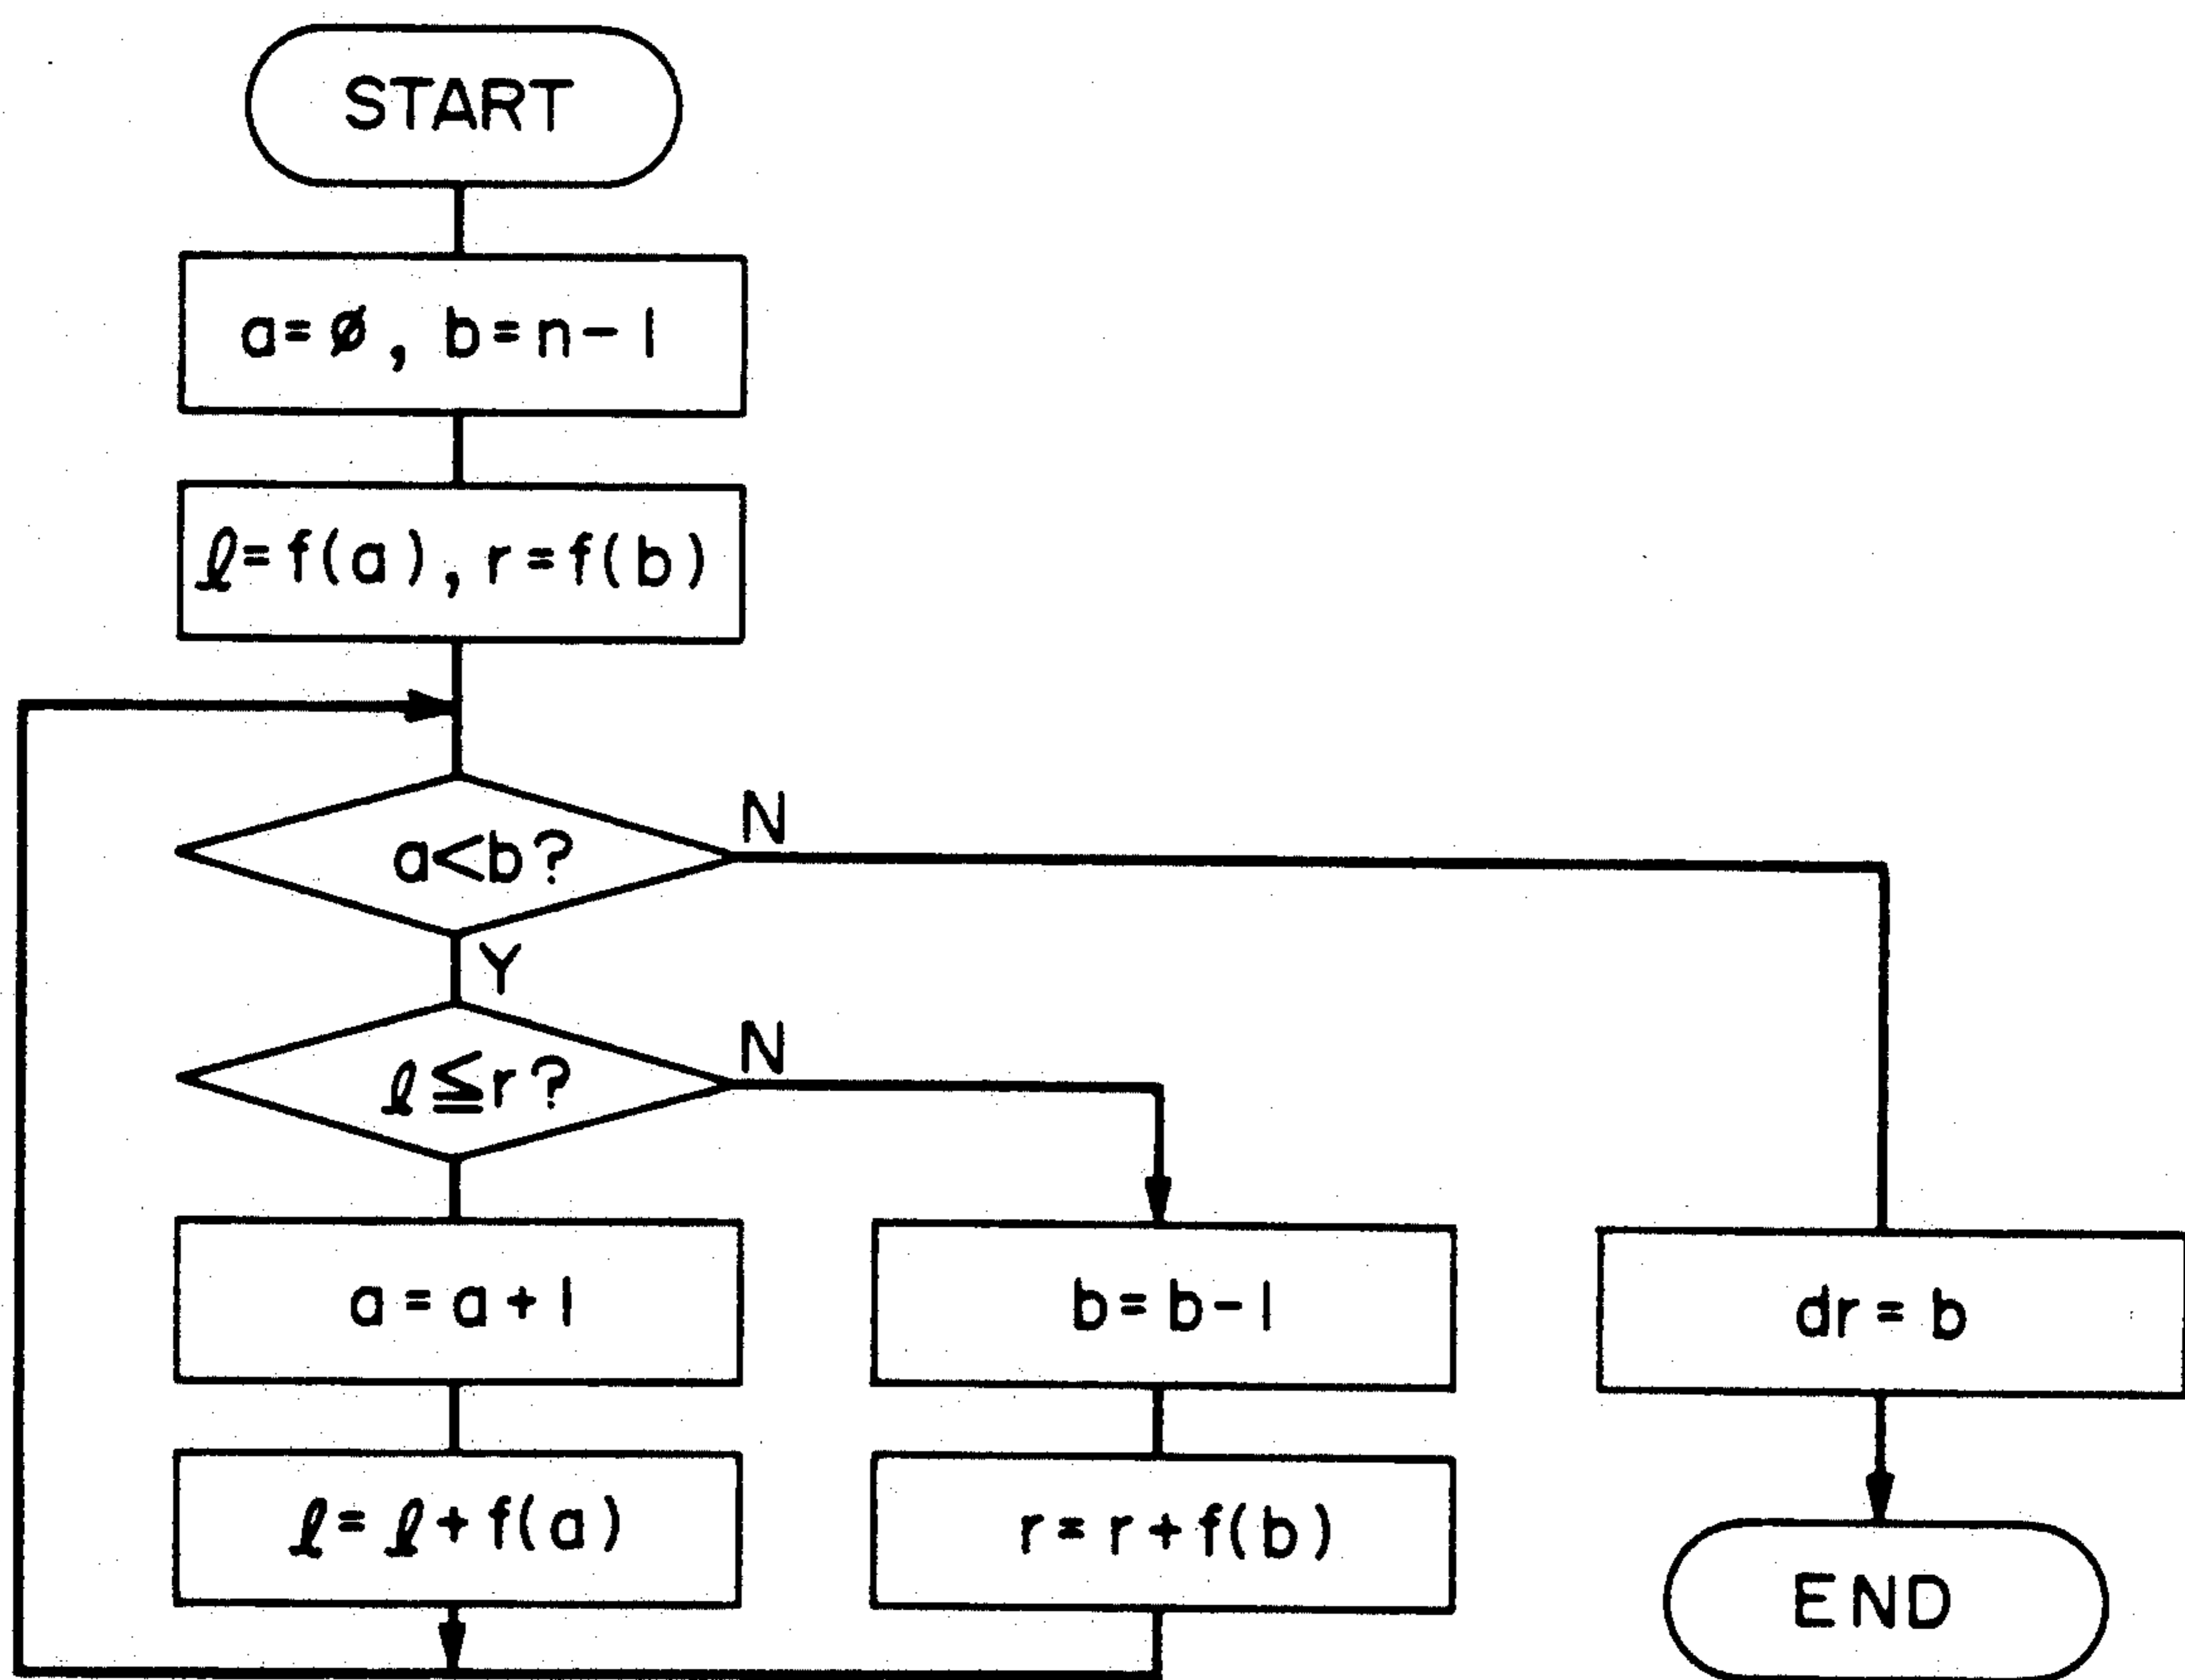 START
a=ø, b=n-1
ℓ=f(a), r=f(b)
a<b?
N
Y
ℓ≦r?
N
a=a+1
b=b-1
dr=b
ℓ=ℓ+f(a)
r=r+f(b)
END